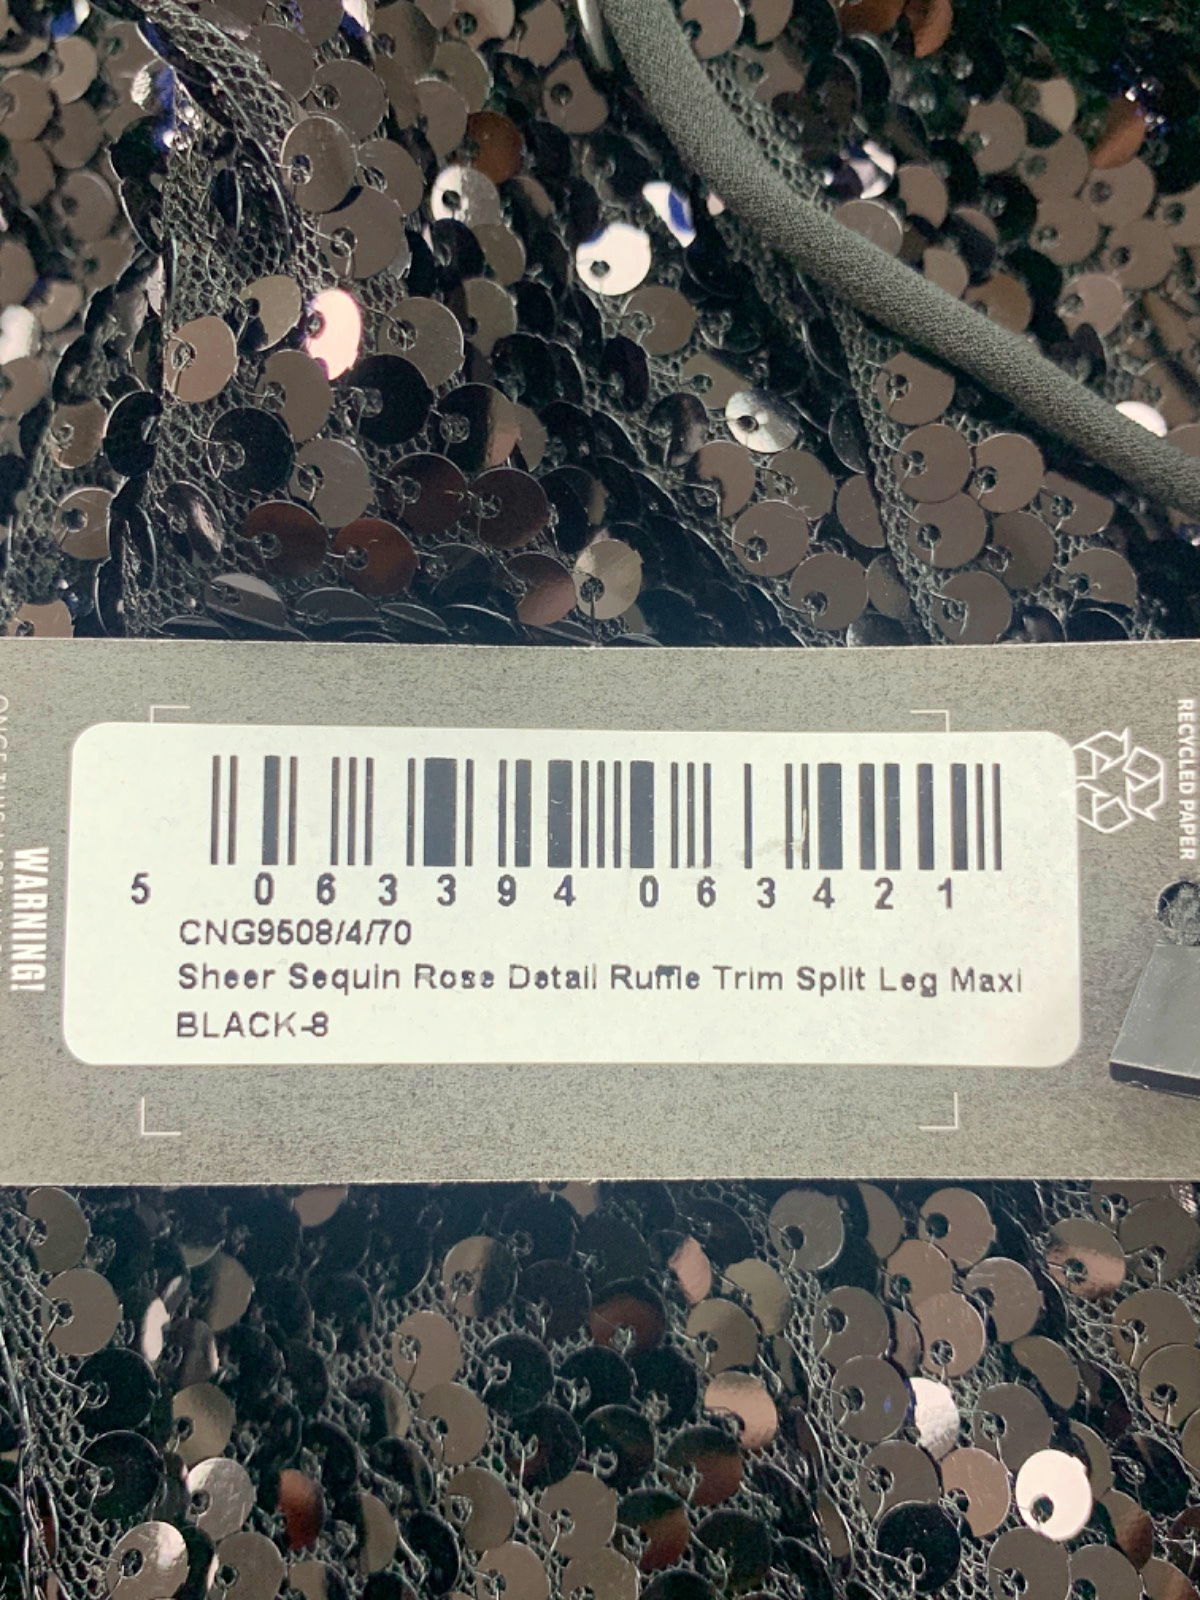 5 063394 063421
CNG9508/4/70
Sheer Sequin Rose Detail Ruffle Trim Split Leg Maxi
BLACK-8
WARNING!
RECYCLED PAPER